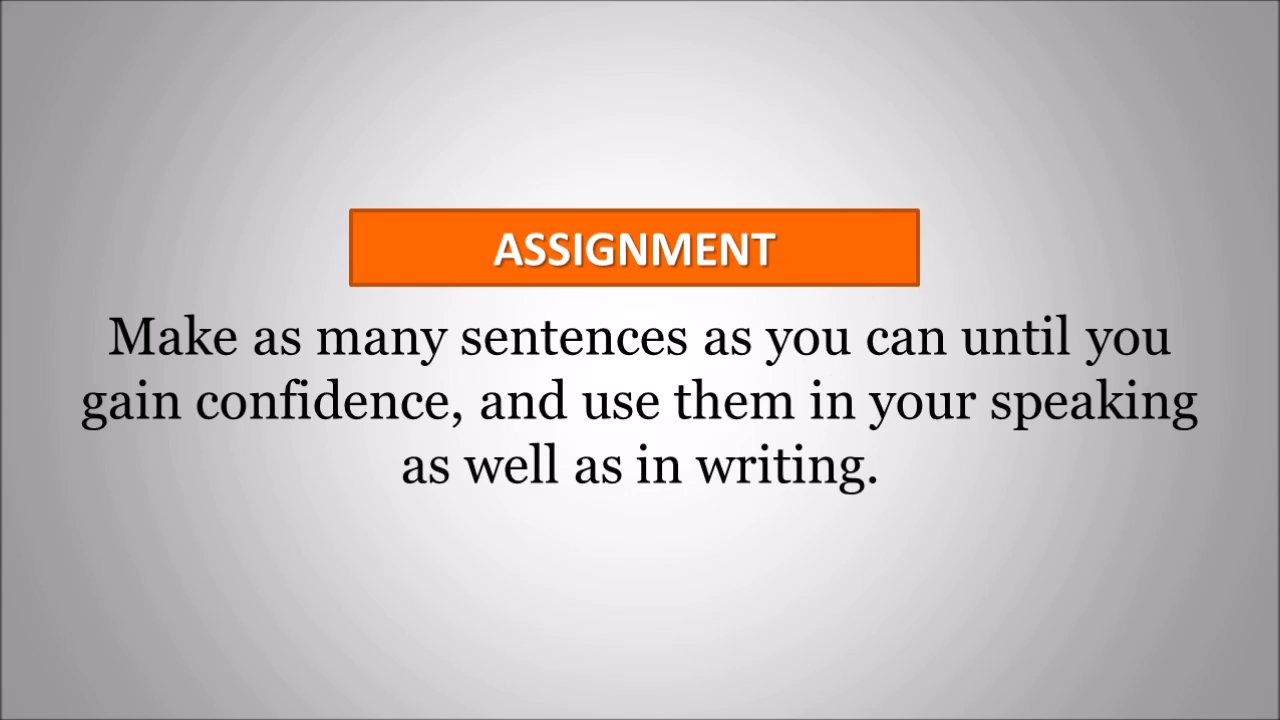 ASSIGNMENT
Make as many sentences as you can until you
gain confidence, and use them in your speaking
as well as in writing.